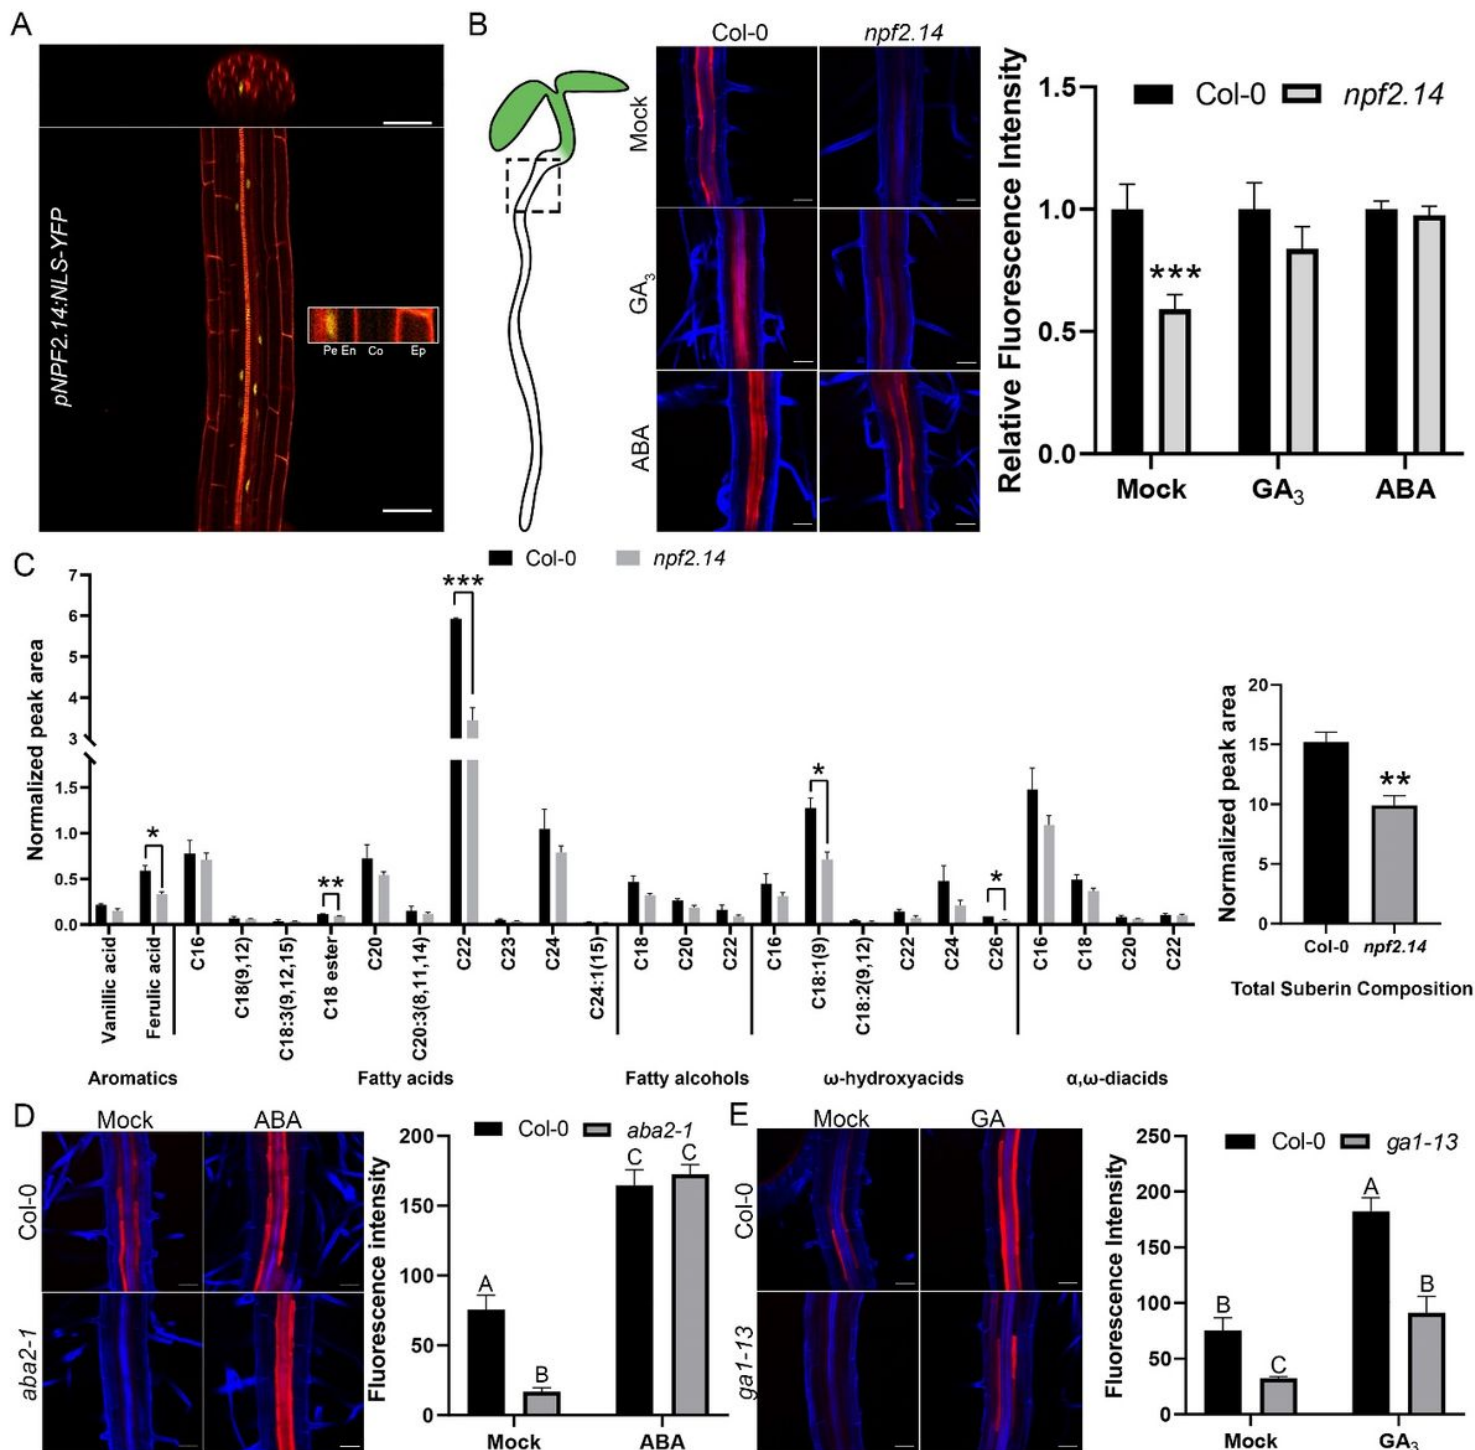 A
pNPF2.14:NLS-YFP
Pe En Co Ep
B
Col-0 npf2.14
Mock
GA3
ABA
Relative Fluorescence Intensity
Col-0 npf2.14
1.5
1.0
0.5
0.0
***
Mock GA3 ABA
C
Col-0 npf2.14
Normalized peak area
7
6
5
4
3
1.5
1.0
0.5
0.0
*
**
***
*
*
Vanillic acid
Ferulic acid
C16
C18(9,12)
C18:3(9,12,15)
C18 ester
C20
C20:3(8,11,14)
C22
C23
C24
C24:1(15)
C18
C20
C22
C16
C18:1(9)
C18:2(9,12)
C22
C24
C26
C16
C18
C20
C22
Aromatics Fatty acids Fatty alcohols ω-hydroxyacids α,ω-diacids
Normalized peak area
20
15
10
5
0
**
Col-0 npf2.14
Total Suberin Composition
D
Mock ABA
Col-0
aba2-1
Fluorescence intensity
Col-0 aba2-1
200
150
100
50
0
A
B
C C
Mock ABA
E
Mock GA
Col-0
ga1-13
Fluorescence Intensity
Col-0 ga1-13
250
200
150
100
50
0
B
C
A
B
Mock GA3